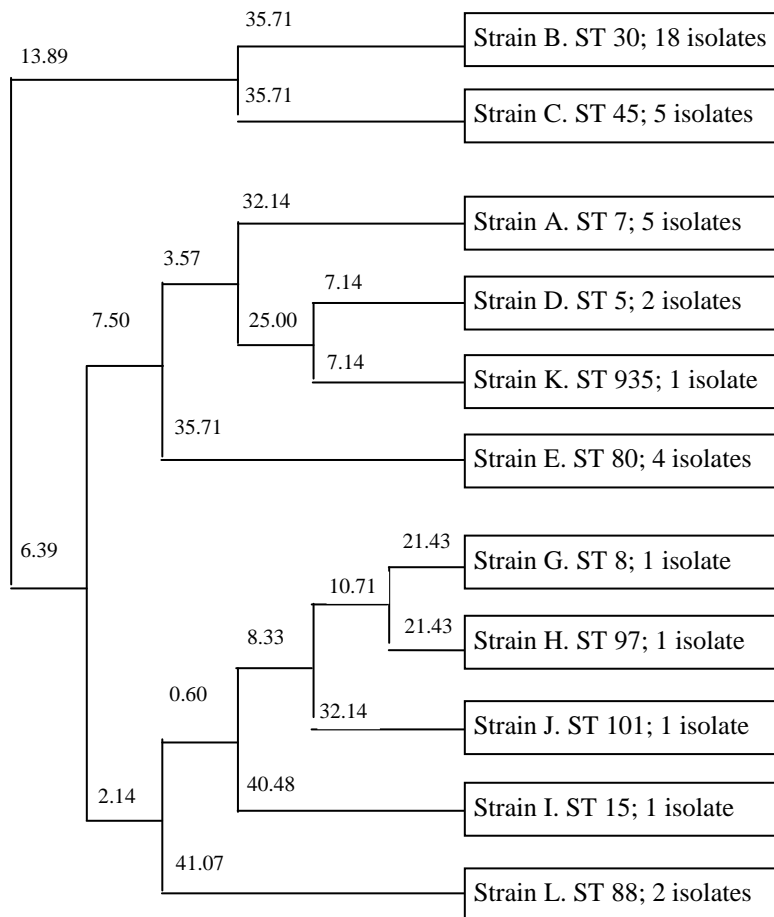 35.71
Strain B. ST 30; 18 isolates
13.89
35.71
Strain C. ST 45; 5 isolates
32.14
Strain A. ST 7; 5 isolates
3.57
7.14
Strain D. ST 5; 2 isolates
7.50
25.00
7.14
Strain K. ST 935; 1 isolate
35.71
Strain E. ST 80; 4 isolates
6.39
21.43
Strain G. ST 8; 1 isolate
10.71
21.43
Strain H. ST 97; 1 isolate
8.33
0.60
32.14
Strain J. ST 101; 1 isolate
2.14
40.48
Strain I. ST 15; 1 isolate
41.07
Strain L. ST 88; 2 isolates